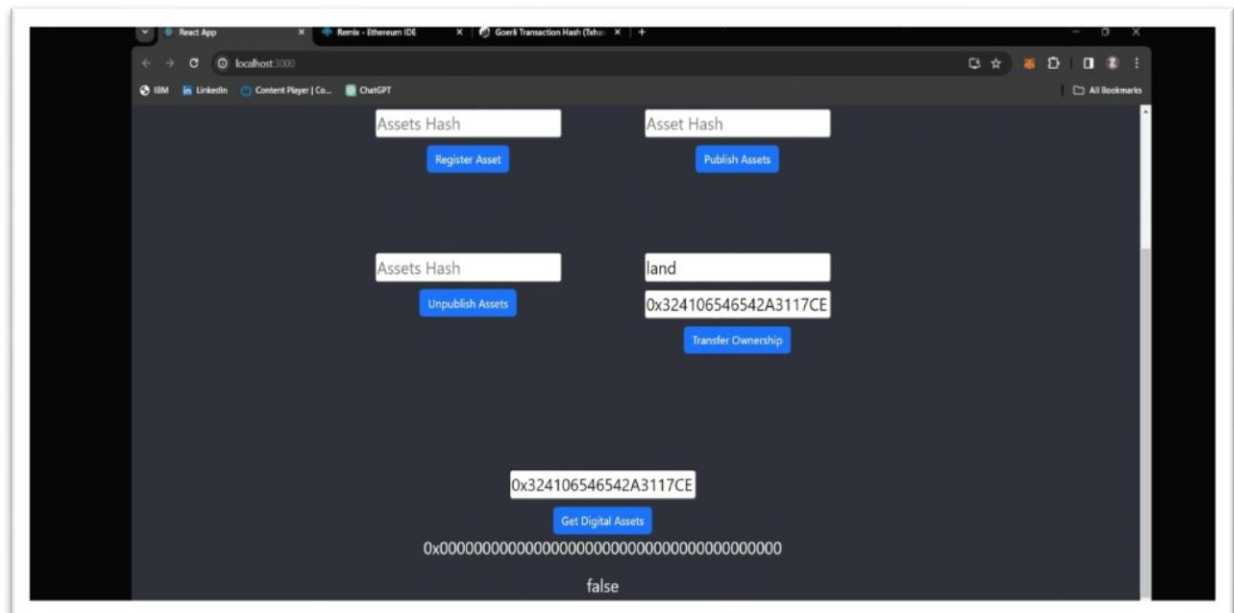 React App
Remix - Ethereum IDE
Goerli Transaction Hash (Txhas
localhost:3000
IBM
LinkedIn
Content Player | Co...
ChatGPT
All Bookmarks
Assets Hash
Asset Hash
Register Asset
Publish Assets
Assets Hash
land
Unpublish Assets
0x324106546542A3117CE
Transfer Ownership
0x324106546542A3117CE
Get Digital Assets
0x0000000000000000000000000000000000000000
false